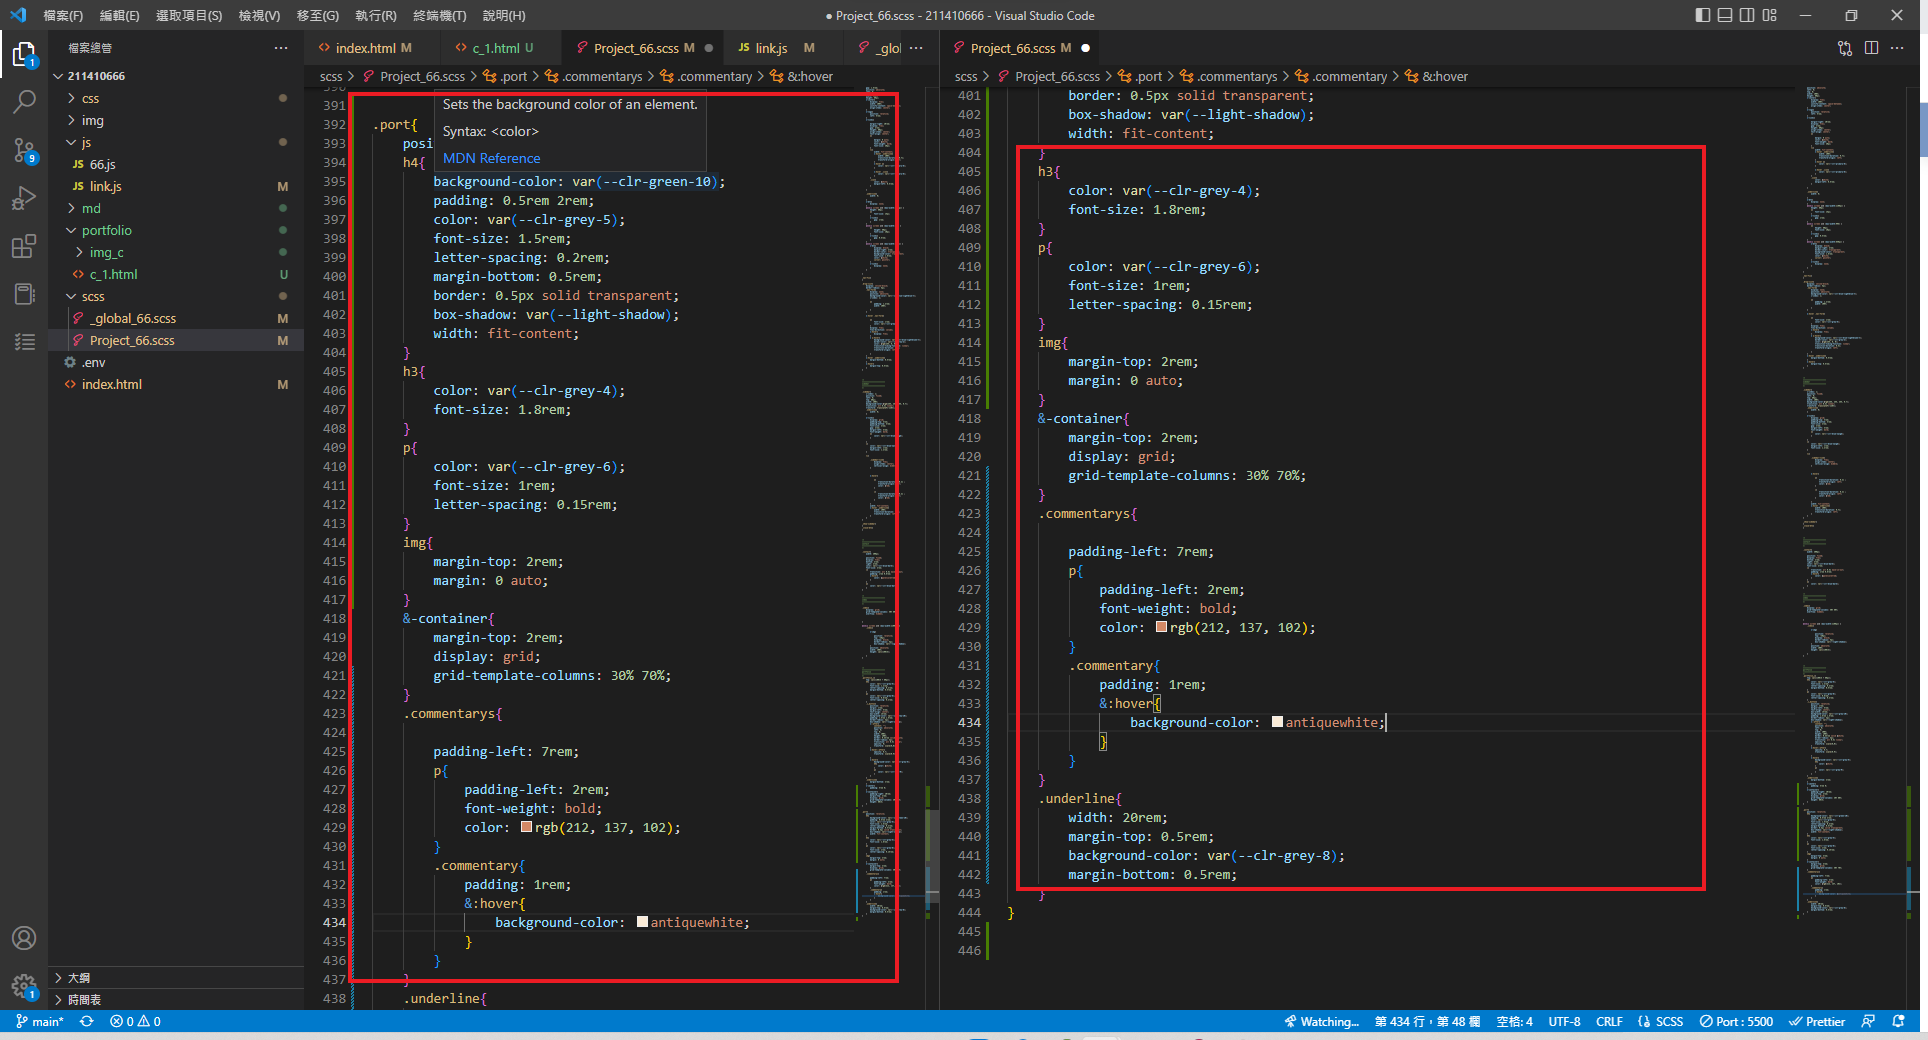 檔案(F) 編輯(E) 選取項目(S) 檢視(V) 移至(G) 執行(R) 終端機(T) 說明(H)
● Project_66.scss - 211410666 - Visual Studio Code
檔案總管 ···
211410666
css
img
js
JS 66.js
JS link.js M
md
portfolio
img_c
c_1.html U
scss
_global_66.scss M
Project_66.scss M
.env
index.html M
大綱
時間表
1
9
1
index.html M
c_1.html U
Project_66.scss M
JS link.js M
_glo
···
scss > Project_66.scss > .port > .commentarys > .commentary > &:hover
Sets the background color of an element.
Syntax: <color>
MDN Reference
391
392 .port{
393 posi
394 h4{
395 background-color: var(--clr-green-10);
396 padding: 0.5rem 2rem;
397 color: var(--clr-grey-5);
398 font-size: 1.5rem;
399 letter-spacing: 0.2rem;
400 margin-bottom: 0.5rem;
401 border: 0.5px solid transparent;
402 box-shadow: var(--light-shadow);
403 width: fit-content;
404 }
405 h3{
406 color: var(--clr-grey-4);
407 font-size: 1.8rem;
408 }
409 p{
410 color: var(--clr-grey-6);
411 font-size: 1rem;
412 letter-spacing: 0.15rem;
413 }
414 img{
415 margin-top: 2rem;
416 margin: 0 auto;
417 }
418 &-container{
419 margin-top: 2rem;
420 display: grid;
421 grid-template-columns: 30% 70%;
422 }
423 .commentarys{
424
425 padding-left: 7rem;
426 p{
427 padding-left: 2rem;
428 font-weight: bold;
429 color: rgb(212, 137, 102);
430 }
431 .commentary{
432 padding: 1rem;
433 &:hover{
434 background-color: antiquewhite;
435 }
436 }
437 }
438 .underline{
Project_66.scss M ●
···
scss > Project_66.scss > .port > .commentarys > .commentary > &:hover
401 border: 0.5px solid transparent;
402 box-shadow: var(--light-shadow);
403 width: fit-content;
404 }
405 h3{
406 color: var(--clr-grey-4);
407 font-size: 1.8rem;
408 }
409 p{
410 color: var(--clr-grey-6);
411 font-size: 1rem;
412 letter-spacing: 0.15rem;
413 }
414 img{
415 margin-top: 2rem;
416 margin: 0 auto;
417 }
418 &-container{
419 margin-top: 2rem;
420 display: grid;
421 grid-template-columns: 30% 70%;
422 }
423 .commentarys{
424
425 padding-left: 7rem;
426 p{
427 padding-left: 2rem;
428 font-weight: bold;
429 color: rgb(212, 137, 102);
430 }
431 .commentary{
432 padding: 1rem;
433 &:hover{
434 background-color: antiquewhite;
435 }
436 }
437 }
438 .underline{
439 width: 20rem;
440 margin-top: 0.5rem;
441 background-color: var(--clr-grey-8);
442 margin-bottom: 0.5rem;
443 }
444 }
445
446
main* 0 0 Watching... 第 434 行，第 48 欄 空格: 4 UTF-8 CRLF SCSS Port : 5500 Prettier